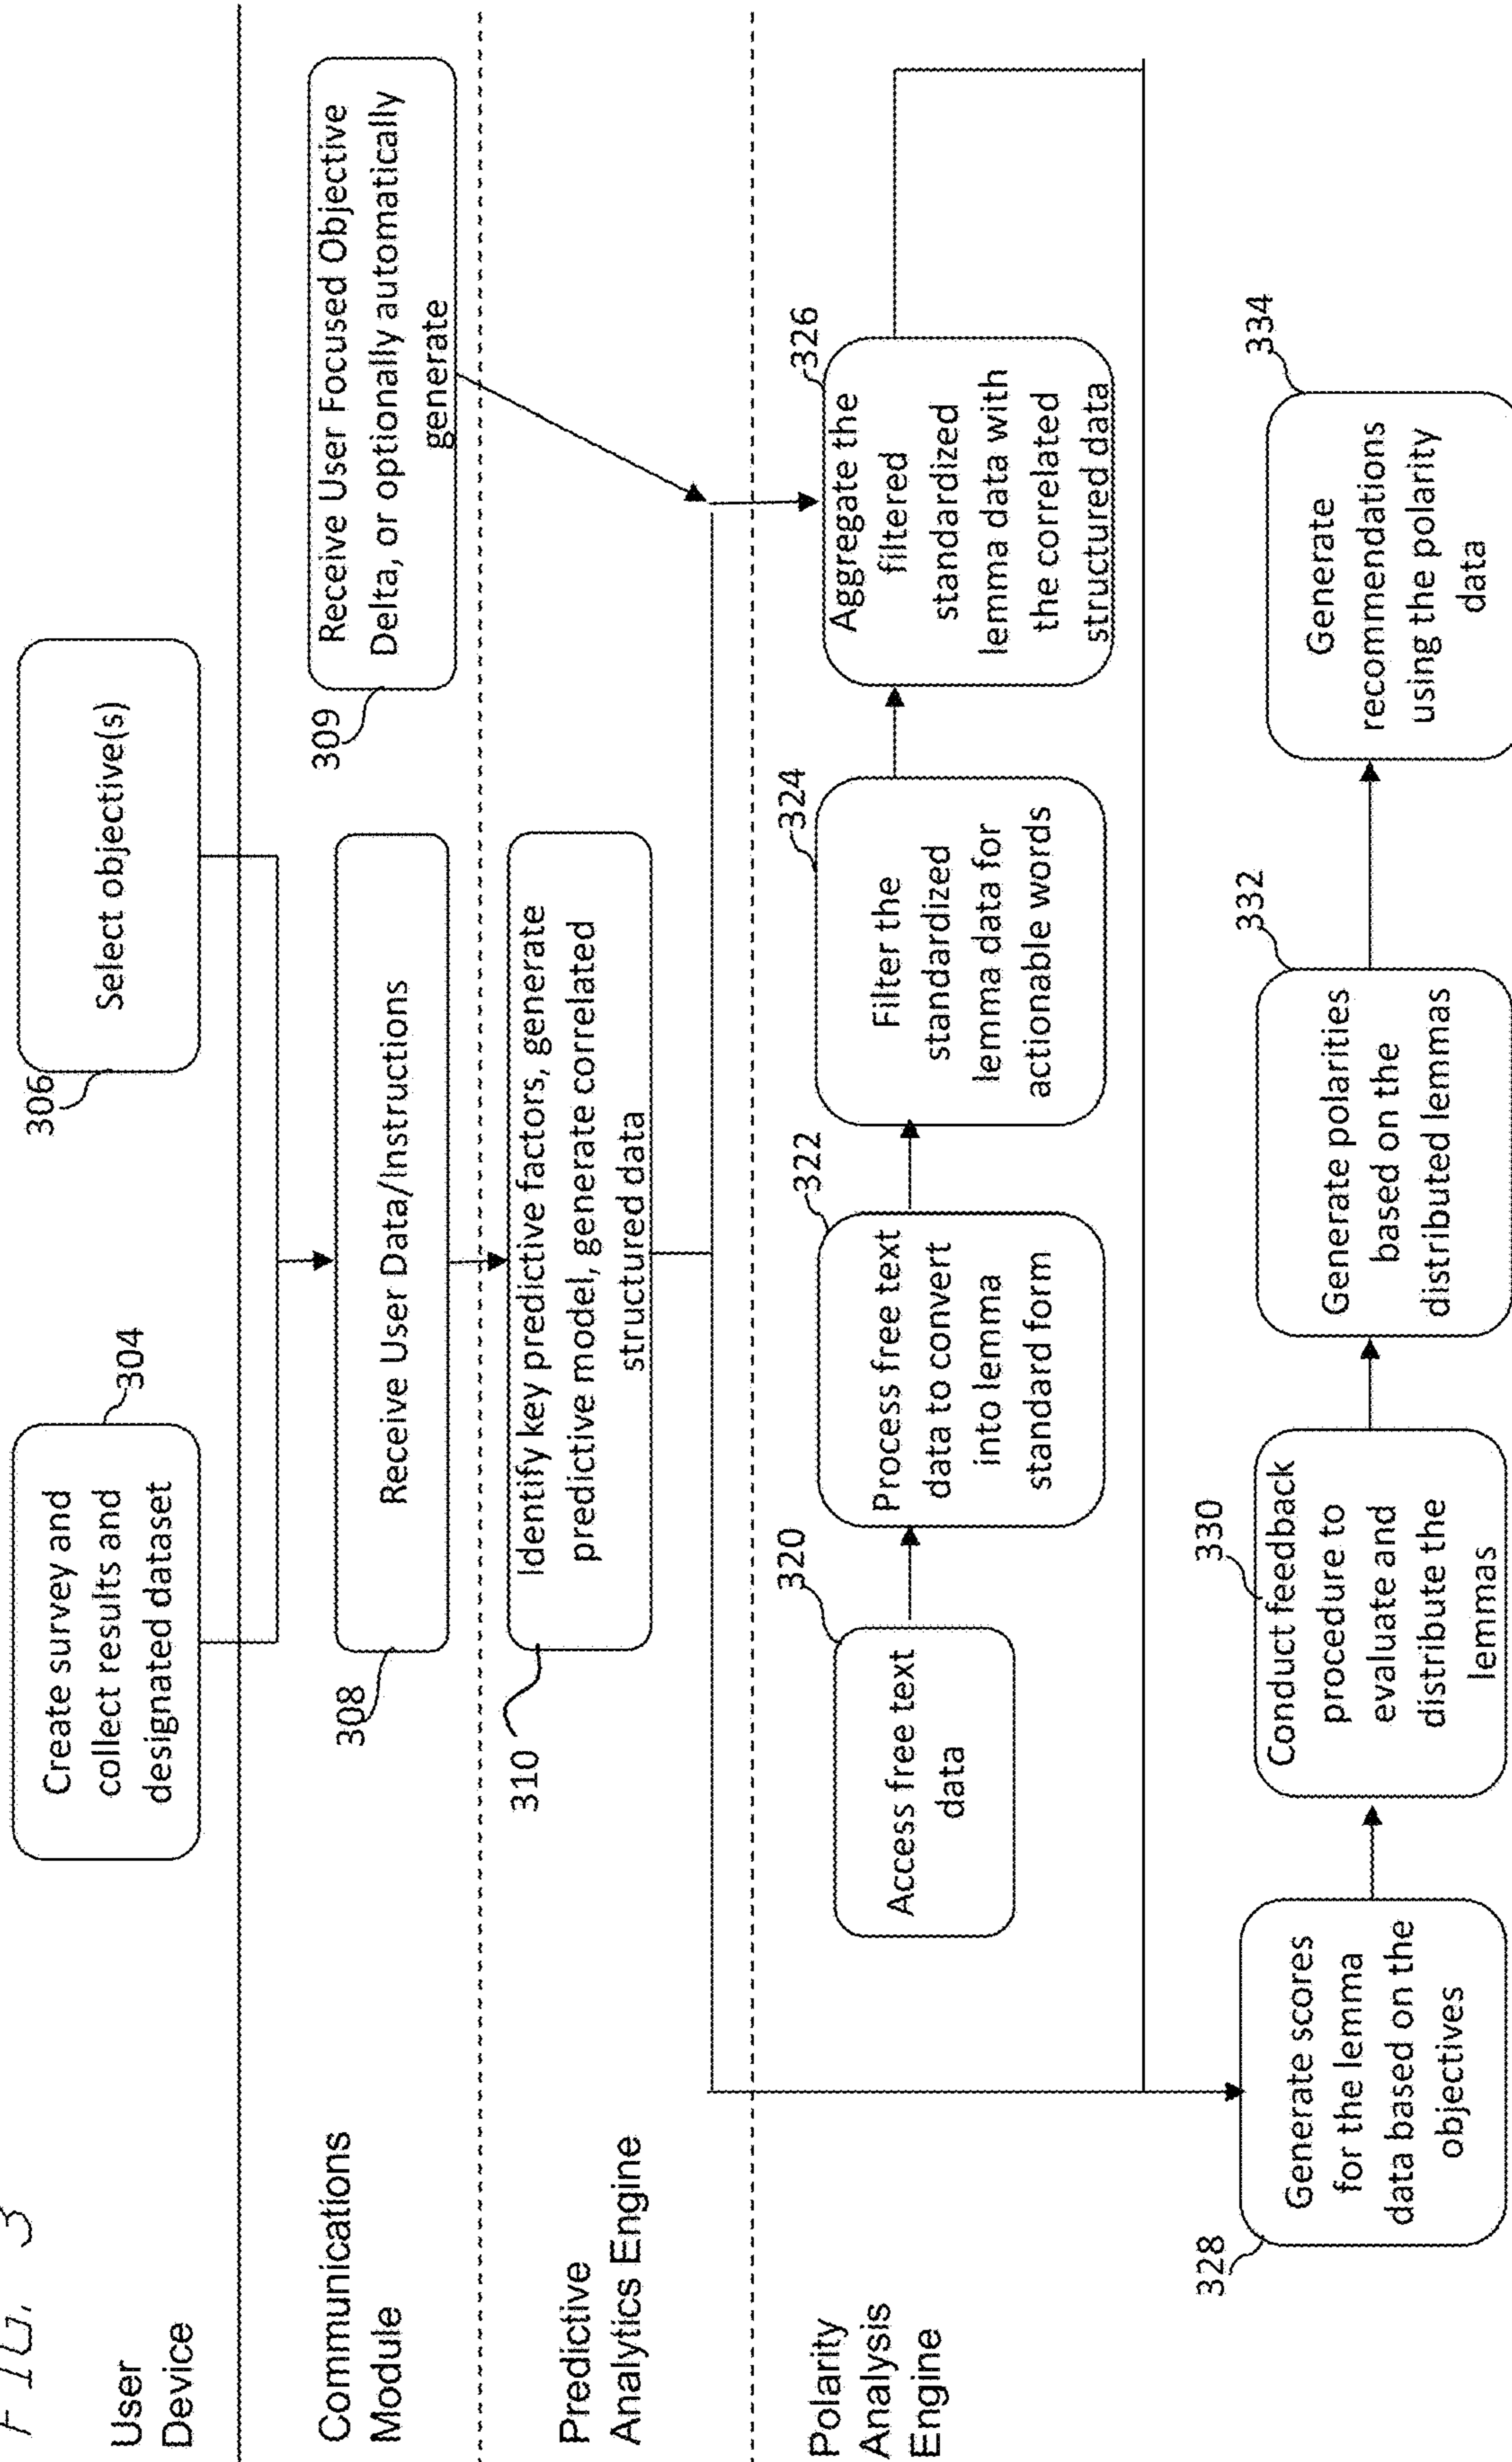 FIG. 3
User
Device
304
Create survey and
collect results and
designated dataset
306
Select objective(s)
Communications
Module
308
Receive User Data/Instructions
309
Receive User Focused Objective
Delta, or optionally automatically
generate
Predictive
Analytics Engine
310
Identify key predictive factors, generate
predictive model, generate correlated
structured data
Polarity
Analysis
Engine
320
Access free text
data
322
Process free text
data to convert
into lemma
standard form
324
Filter the
standardized
lemma data for
actionable words
326
Aggregate the
filtered
standardized
lemma data with
the correlated
structured data
328
Generate scores
for the lemma
data based on the
objectives
330
Conduct feedback
procedure to
evaluate and
distribute the
lemmas
332
Generate polarities
based on the
distributed lemmas
334
Generate
recommendations
using the polarity
data